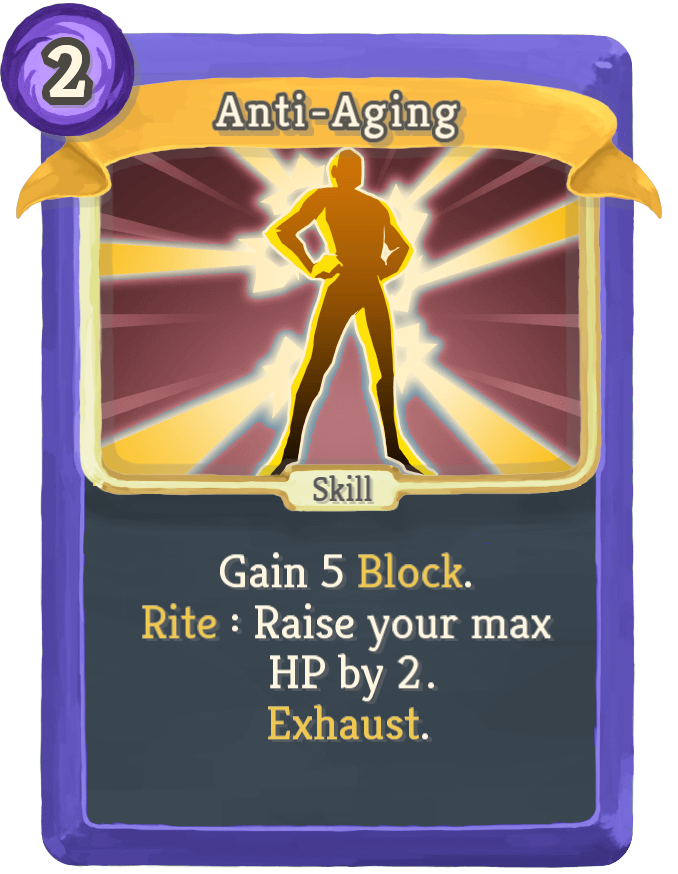 2
Anti-Aging
Skill
Gain 5 Block.
Rite : Raise your max
HP by 2.
Exhaust.